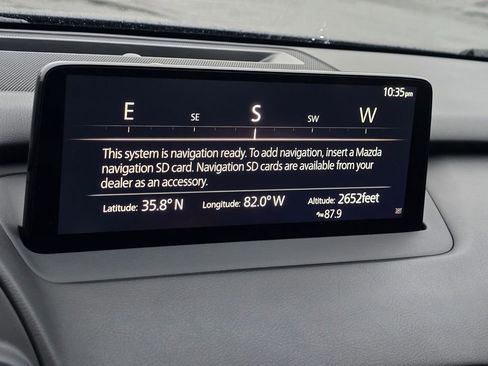 10:35pm
E SE S SW W
This system is navigation ready. To add navigation, insert a Mazda
navigation SD card. Navigation SD cards are available from your
dealer as an accessory.
Latitude: 35.8° N Longitude: 82.0° W Altitude: 2652feet
87.9